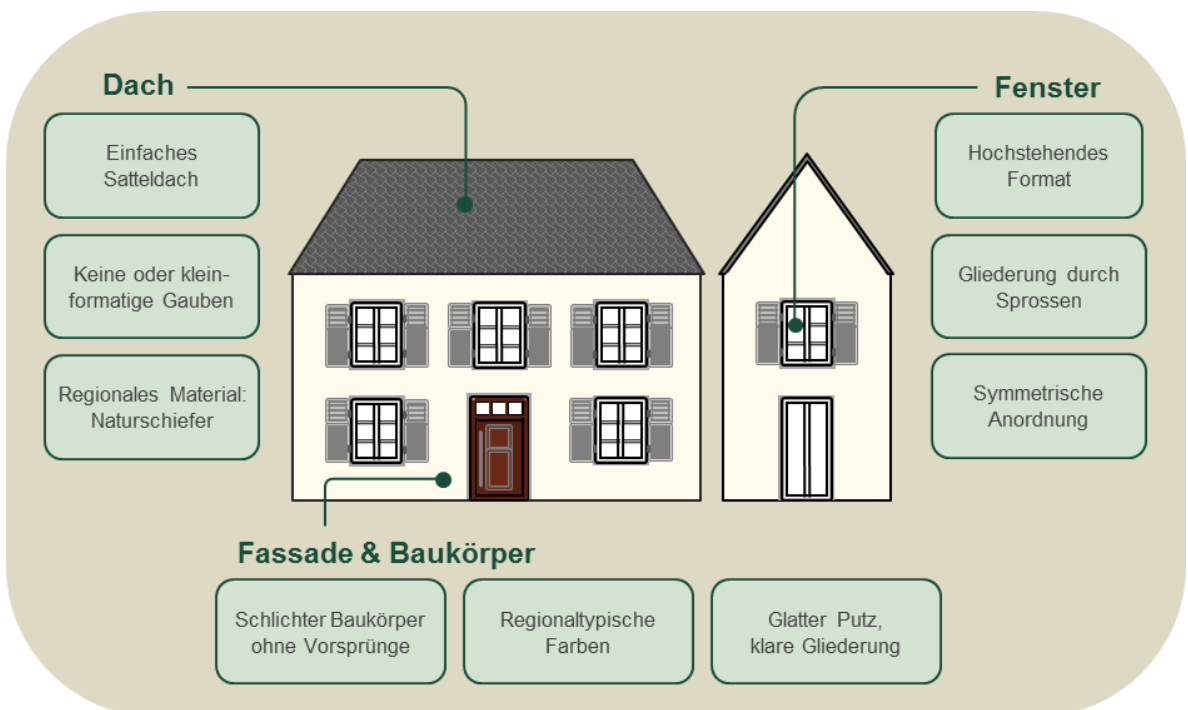 Dach
Einfaches
Satteldach
Keine oder klein-
formatige Gauben
Regionales Material:
Naturschiefer
Fenster
Hochstehendes
Format
Gliederung durch
Sprossen
Symmetrische
Anordnung
Fassade & Baukörper
Schlichter Baukörper
ohne Vorsprünge
Regionaltypische
Farben
Glatter Putz,
klare Gliederung